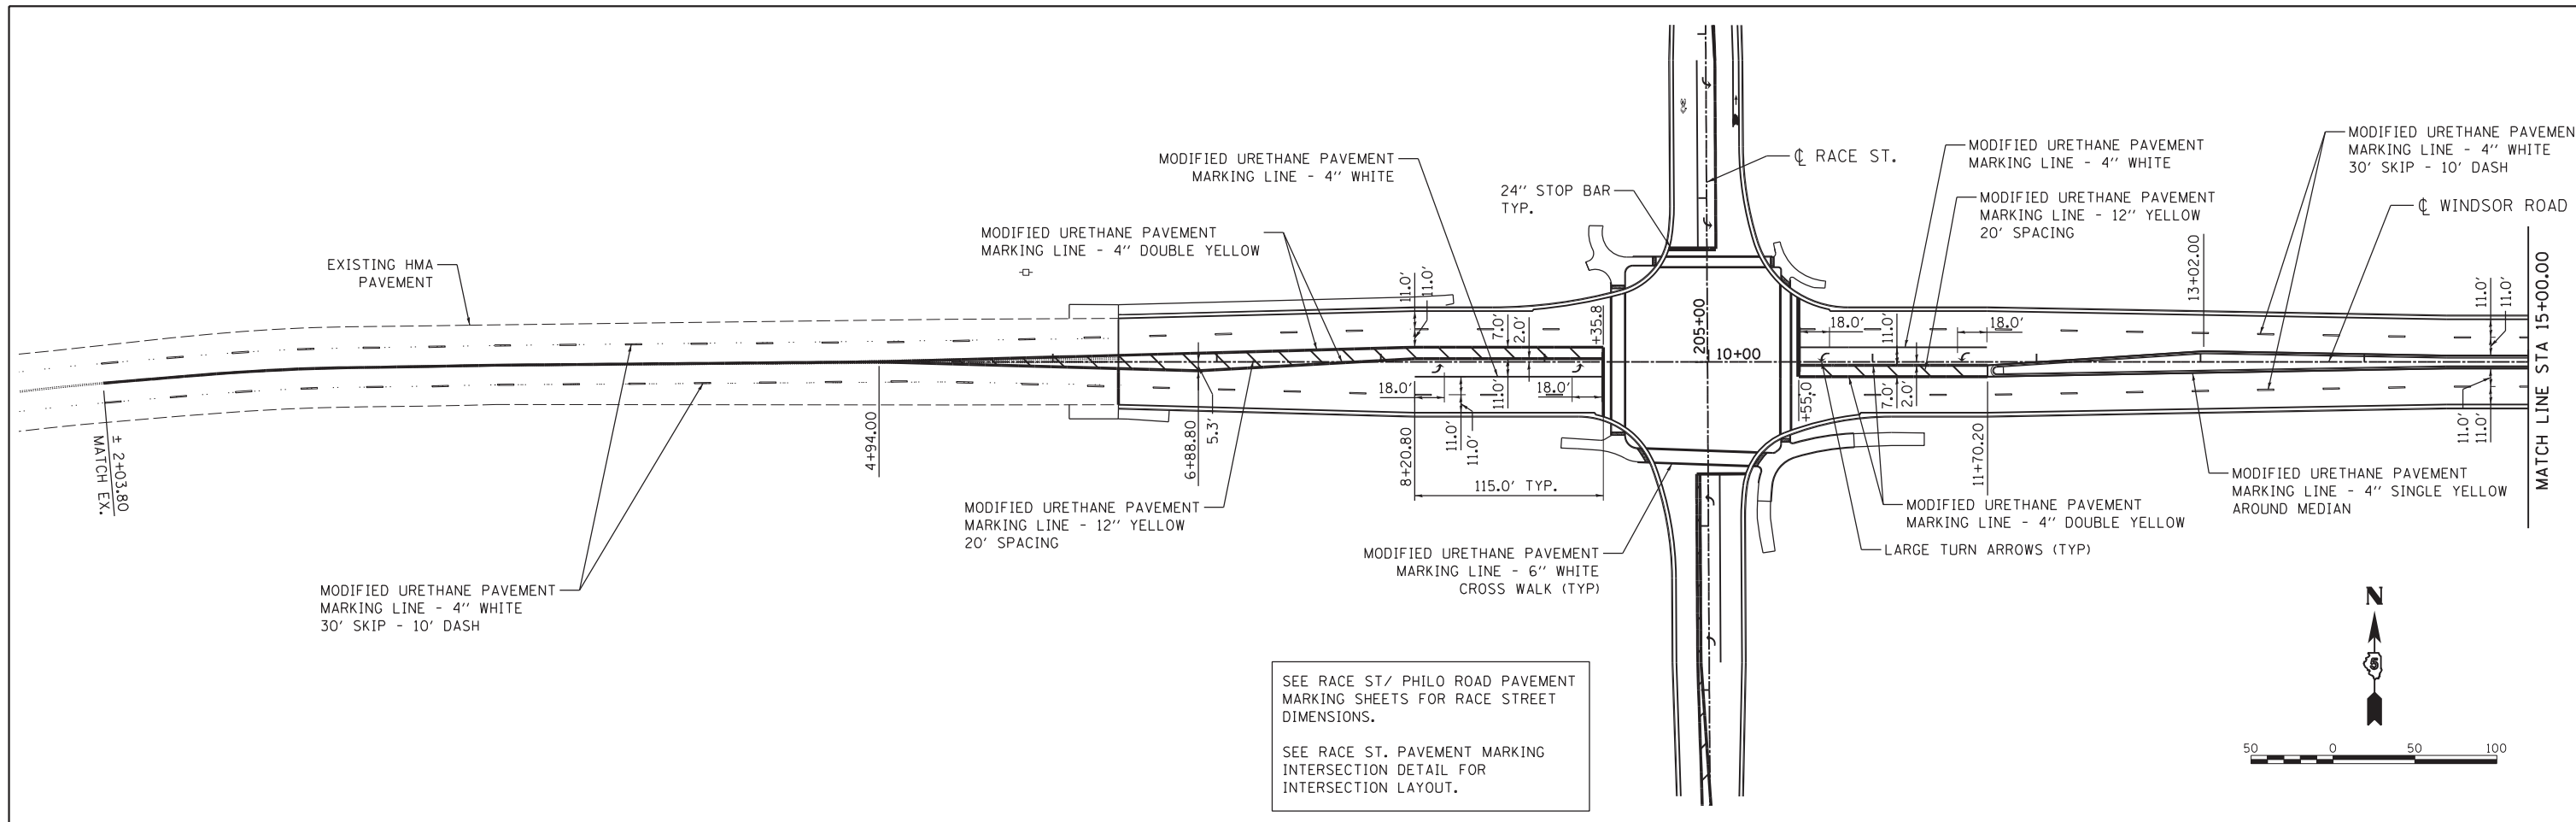 MODIFIED URETHANE PAVEMENT
MARKING LINE - 4'' WHITE
24'' STOP BAR
TYP.
℄ RACE ST.
MODIFIED URETHANE PAVEMENT
MARKING LINE - 4'' WHITE
MODIFIED URETHANE PAVEMEN
MARKING LINE - 4'' WHITE
30' SKIP - 10' DASH
MODIFIED URETHANE PAVEMENT
MARKING LINE - 12'' YELLOW
20' SPACING
℄ WINDSOR ROAD
MODIFIED URETHANE PAVEMENT
MARKING LINE - 4'' DOUBLE YELLOW
EXISTING HMA
PAVEMENT
11.0'
11.0'
7.0'
2.0'
+35.8
205+00
10+00
18.0'
11.0'
18.0'
13+02.00
11.0'
11.0'
MATCH LINE STA 15+00.00
± 2+03.80
MATCH EX.
4+94.00
6+88.80
5.3'
8+20.80
18.0'
11.0'
11.0'
11.0'
18.0'
115.0' TYP.
+55.0
7.0'
2.0'
11+70.20
11.0'
11.0'
MODIFIED URETHANE PAVEMENT
MARKING LINE - 4'' SINGLE YELLOW
AROUND MEDIAN
MODIFIED URETHANE PAVEMENT
MARKING LINE - 12'' YELLOW
20' SPACING
MODIFIED URETHANE PAVEMENT
MARKING LINE - 4'' DOUBLE YELLOW
LARGE TURN ARROWS (TYP)
MODIFIED URETHANE PAVEMENT
MARKING LINE - 6'' WHITE
CROSS WALK (TYP)
MODIFIED URETHANE PAVEMENT
MARKING LINE - 4'' WHITE
30' SKIP - 10' DASH
SEE RACE ST/ PHILO ROAD PAVEMENT
MARKING SHEETS FOR RACE STREET
DIMENSIONS.
SEE RACE ST. PAVEMENT MARKING
INTERSECTION DETAIL FOR
INTERSECTION LAYOUT.
N
5
50 0 50 100